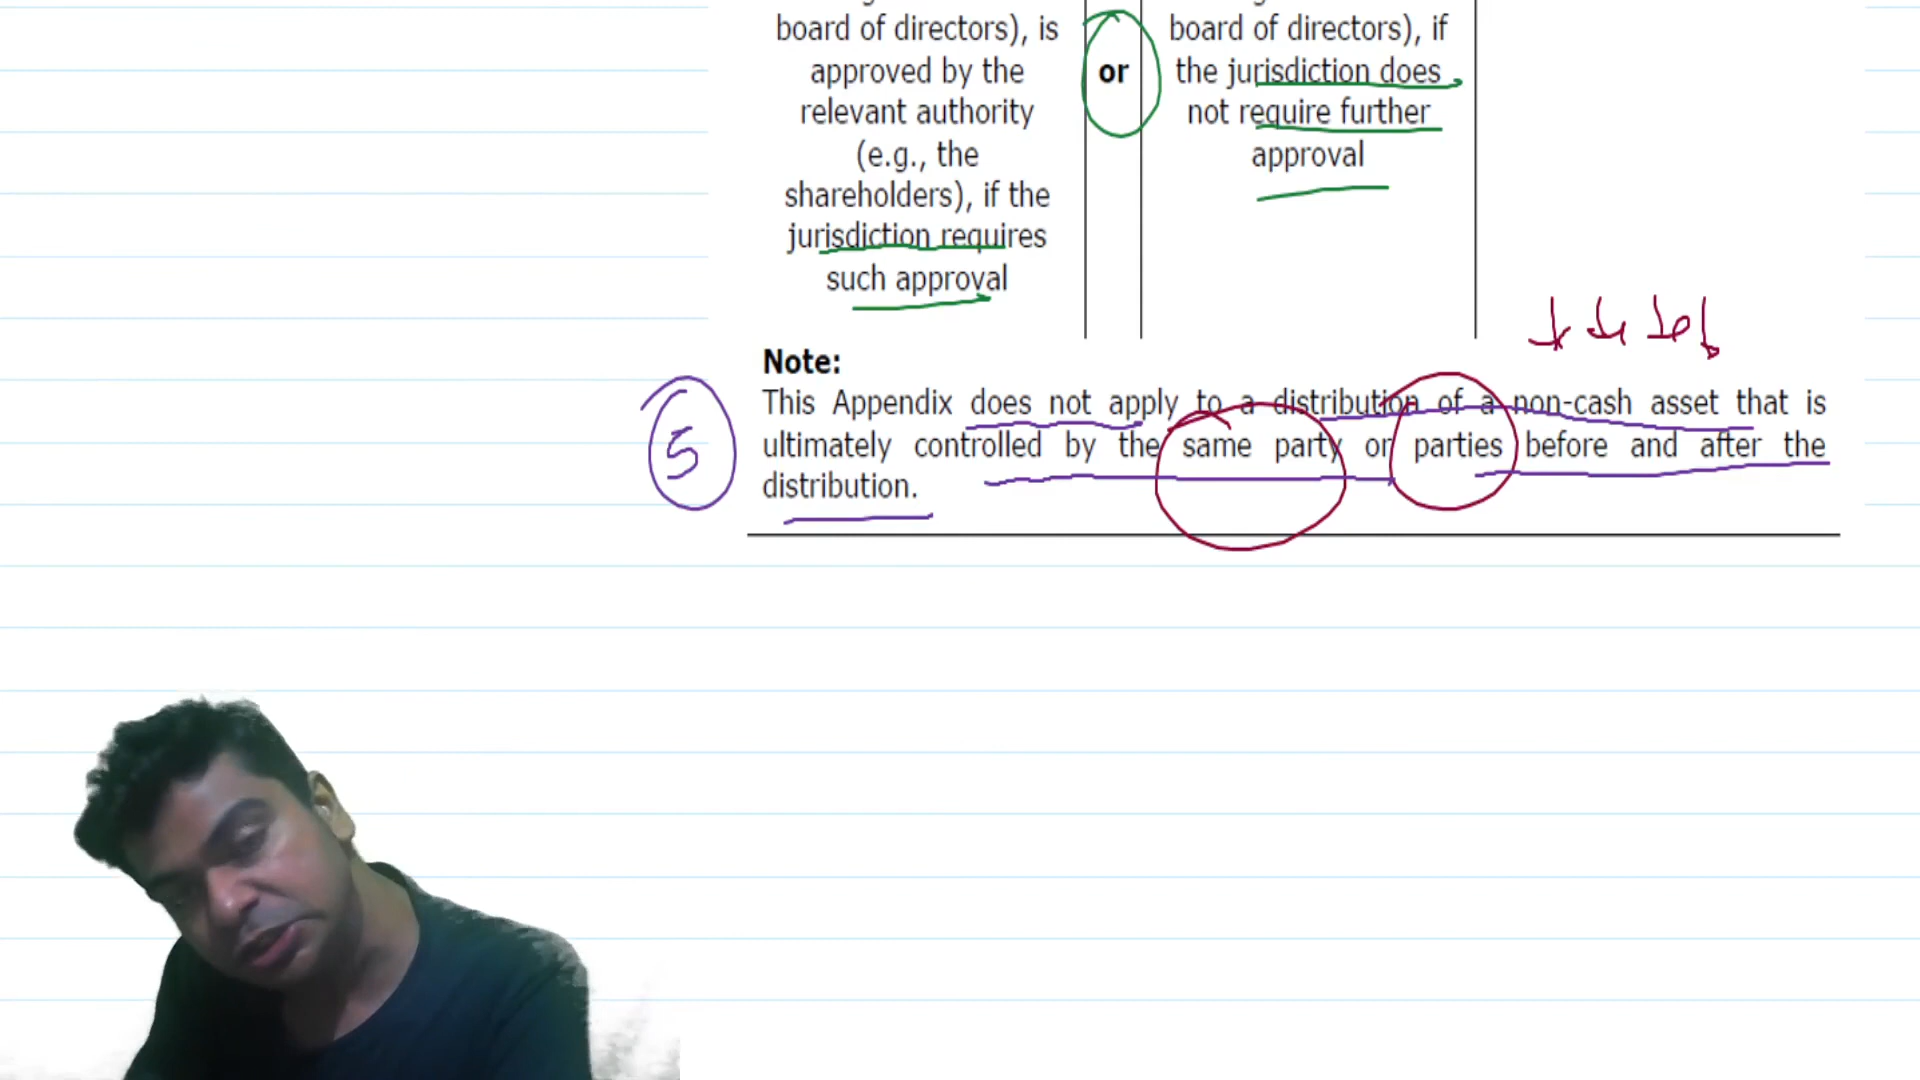 board of directors), is
approved by the
relevant authority
(e.g., the
shareholders), if the
jurisdiction requires
such approval
or
board of directors), if
the jurisdiction does
not require further
approval
Note:
This Appendix does not apply to a distribution of a non-cash asset that is
ultimately controlled by the same party or parties before and after the
distribution.
5